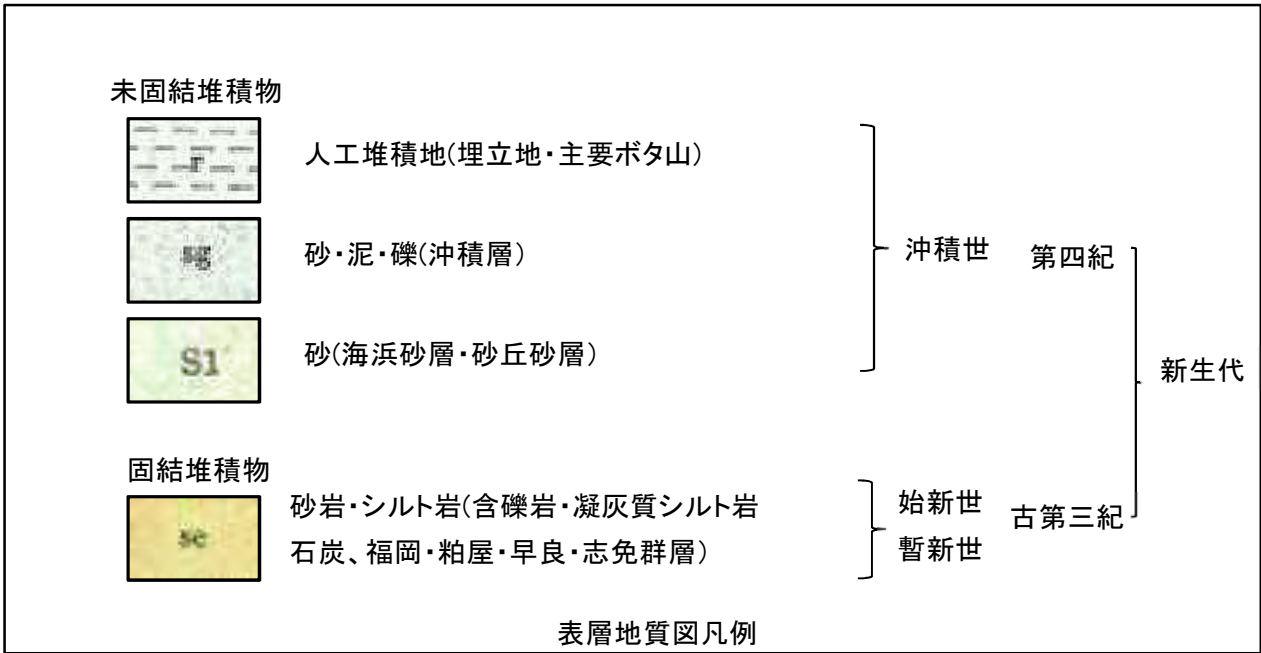 未固結堆積物
r
人工堆積地(埋立地・主要ボタ山)
sg
砂・泥・礫(沖積層)
S1
砂(海浜砂層・砂丘砂層)
沖積世
第四紀
新生代
固結堆積物
sc
砂岩・シルト岩(含礫岩・凝灰質シルト岩
石炭、福岡・粕屋・早良・志免群層)
始新世
暫新世
古第三紀
表層地質図凡例